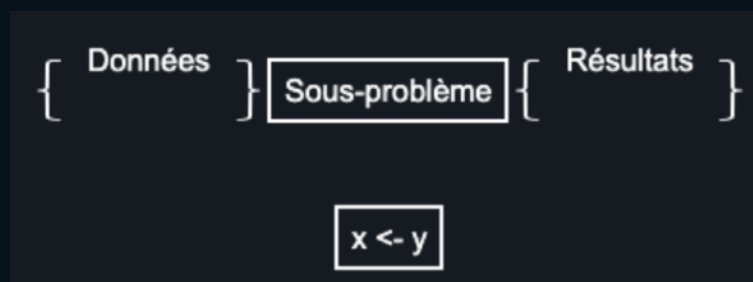 { Données } Sous-problème { Résultats }
x <- y